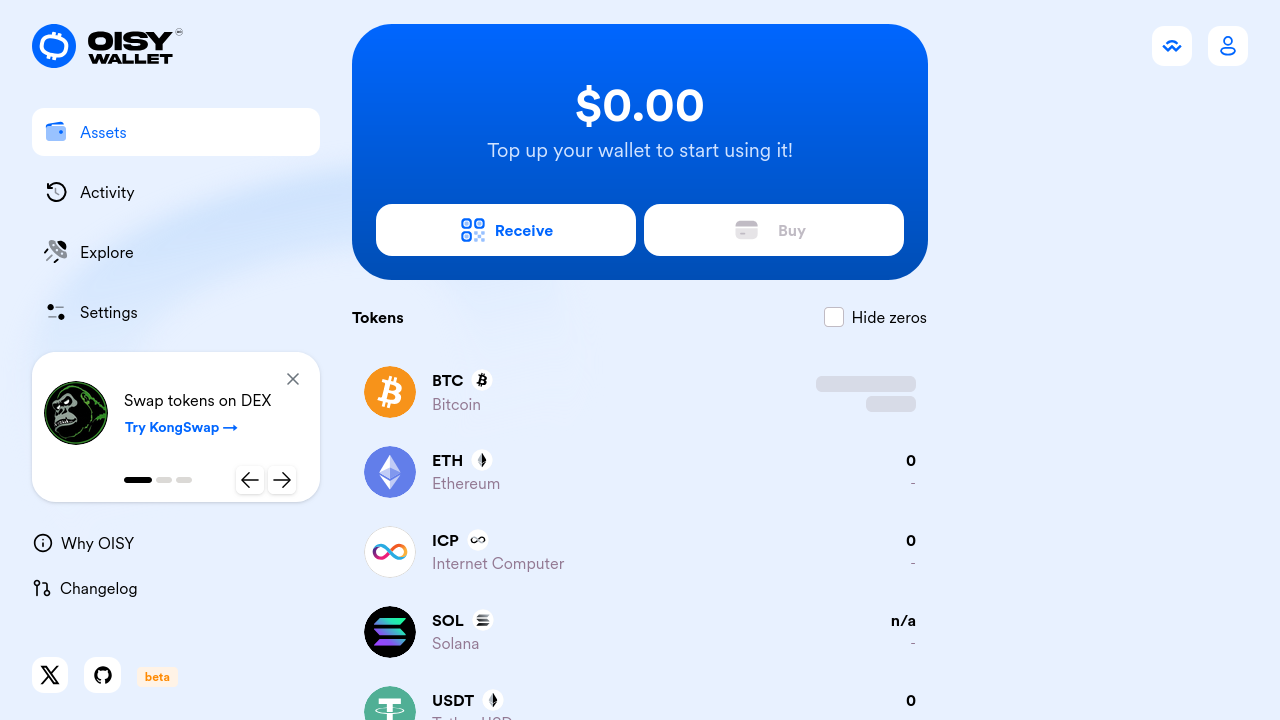 OISY
WALLET
Assets
Activity
Explore
Settings
Swap tokens on DEX
Try KongSwap →
Why OISY
Changelog
beta
$0.00
Top up your wallet to start using it!
Receive
Buy
Tokens
Hide zeros
BTC
Bitcoin
ETH
0
Ethereum
-
ICP
0
Internet Computer
-
SOL
n/a
Solana
-
USDT
0
Tether USD